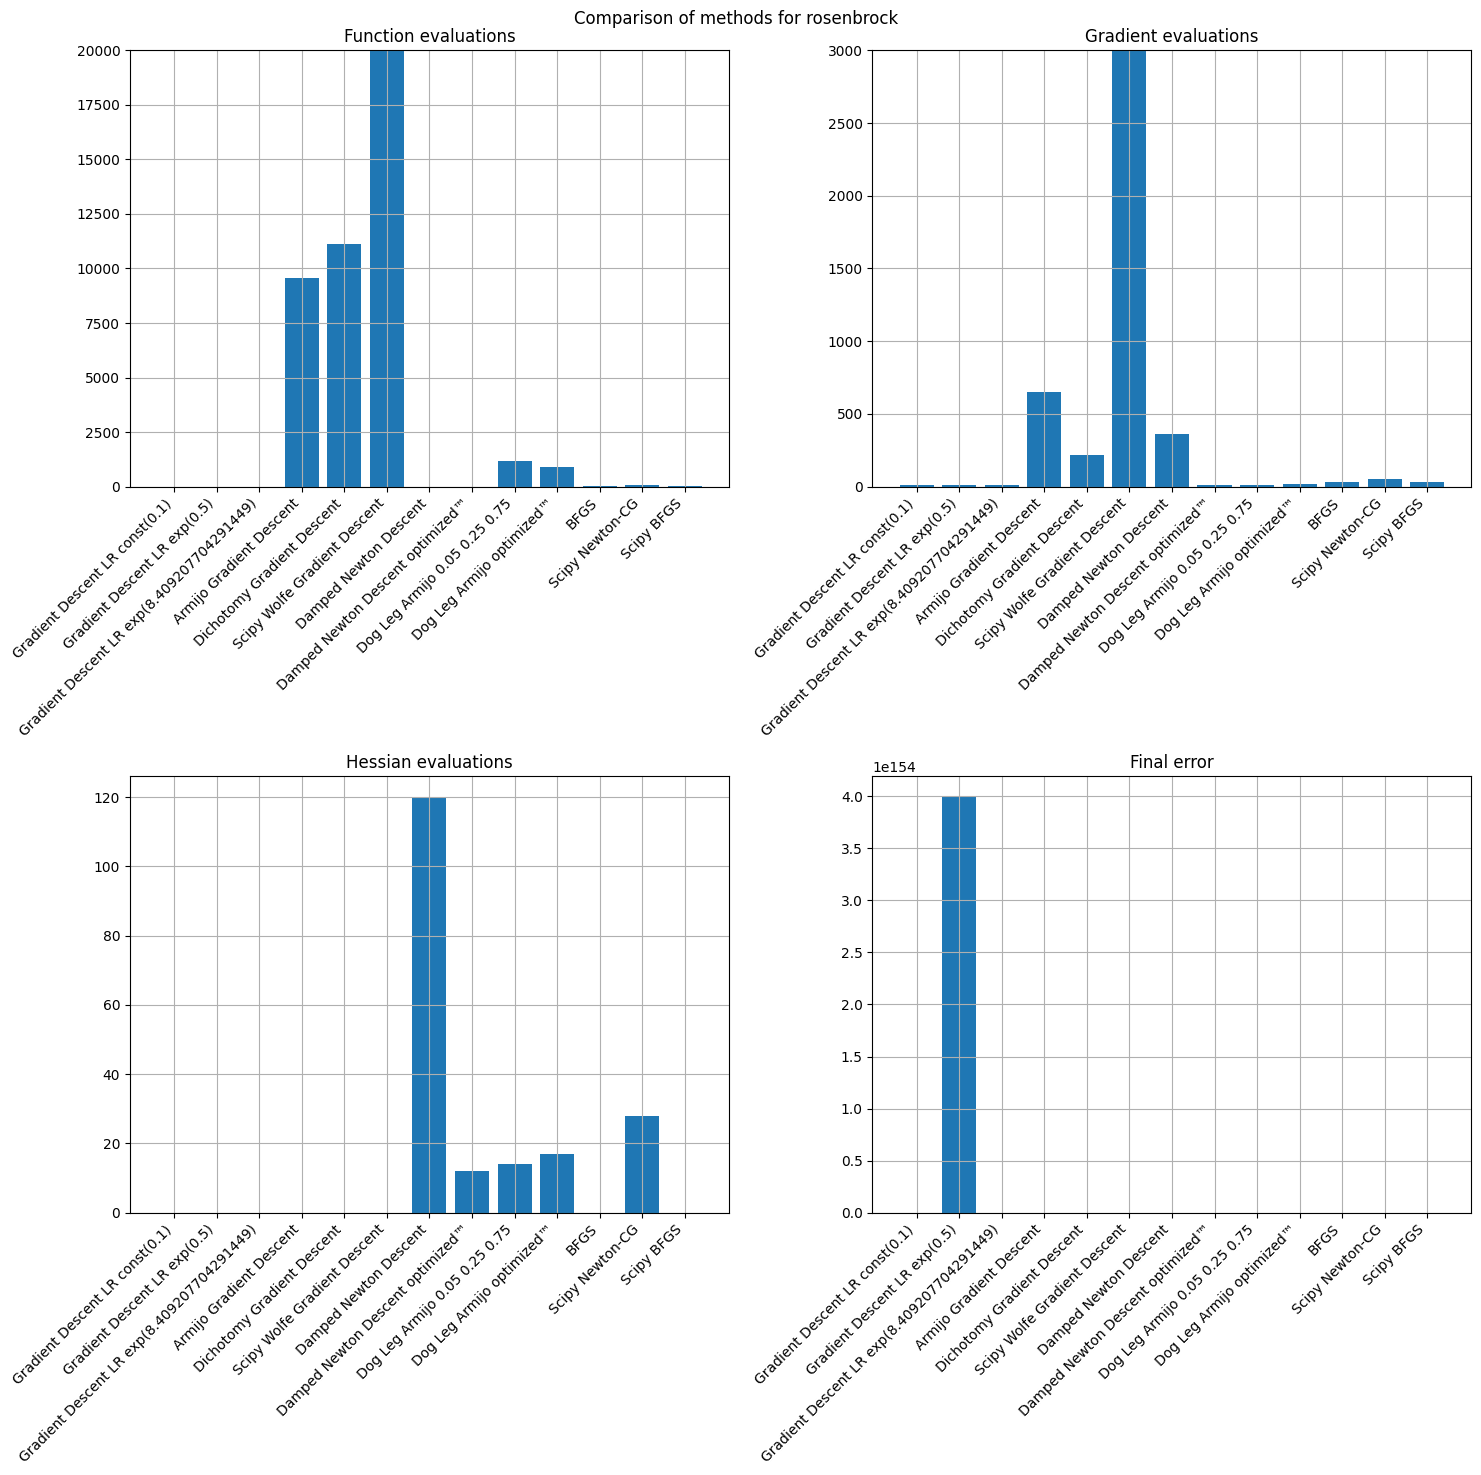 Comparison of methods for rosenbrock
Function evaluations
20000
17500
15000
12500
10000
7500
5000
2500
0
Gradient Descent LR const(0.1)
Gradient Descent LR exp(0.5)
Gradient Descent LR exp(8.409207704291449)
Armijo Gradient Descent
Dichotomy Gradient Descent
Scipy Wolfe Gradient Descent
Damped Newton Descent
Damped Newton Descent optimized™
Dog Leg Armijo 0.05 0.25 0.75
Dog Leg Armijo optimized™
BFGS
Scipy Newton-CG
Scipy BFGS
Gradient evaluations
3000
2500
2000
1500
1000
500
0
Gradient Descent LR const(0.1)
Gradient Descent LR exp(0.5)
Gradient Descent LR exp(8.409207704291449)
Armijo Gradient Descent
Dichotomy Gradient Descent
Scipy Wolfe Gradient Descent
Damped Newton Descent
Damped Newton Descent optimized™
Dog Leg Armijo 0.05 0.25 0.75
Dog Leg Armijo optimized™
BFGS
Scipy Newton-CG
Scipy BFGS
Hessian evaluations
120
100
80
60
40
20
0
Gradient Descent LR const(0.1)
Gradient Descent LR exp(0.5)
Gradient Descent LR exp(8.409207704291449)
Armijo Gradient Descent
Dichotomy Gradient Descent
Scipy Wolfe Gradient Descent
Damped Newton Descent
Damped Newton Descent optimized™
Dog Leg Armijo 0.05 0.25 0.75
Dog Leg Armijo optimized™
BFGS
Scipy Newton-CG
Scipy BFGS
Final error
1e154
4.0
3.5
3.0
2.5
2.0
1.5
1.0
0.5
0.0
Gradient Descent LR const(0.1)
Gradient Descent LR exp(0.5)
Gradient Descent LR exp(8.409207704291449)
Armijo Gradient Descent
Dichotomy Gradient Descent
Scipy Wolfe Gradient Descent
Damped Newton Descent
Damped Newton Descent optimized™
Dog Leg Armijo 0.05 0.25 0.75
Dog Leg Armijo optimized™
BFGS
Scipy Newton-CG
Scipy BFGS